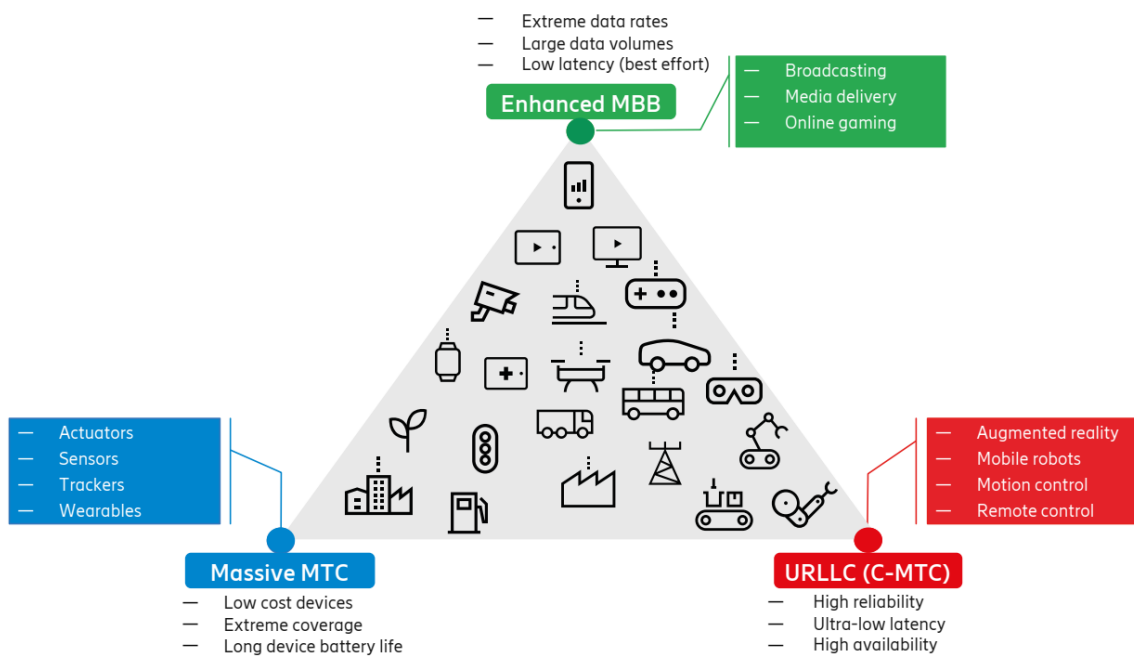 — Extreme data rates
— Large data volumes
— Low latency (best effort)
Enhanced MBB
— Broadcasting
— Media delivery
— Online gaming
— Actuators
— Sensors
— Trackers
— Wearables
— Augmented reality
— Mobile robots
— Motion control
— Remote control
Massive MTC
— Low cost devices
— Extreme coverage
— Long device battery life
URLLC (C-MTC)
— High reliability
— Ultra-low latency
— High availability